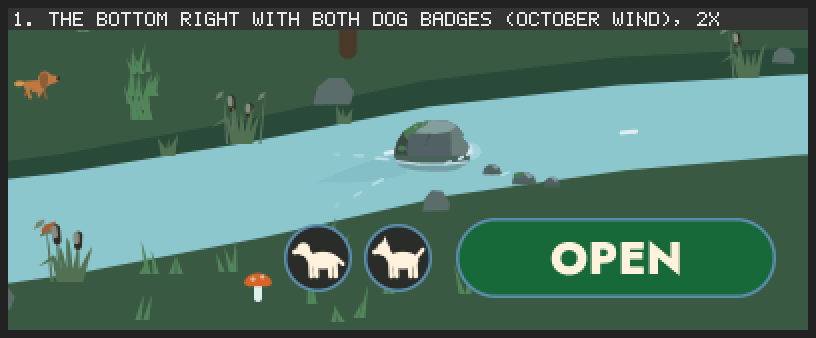 1. THE BOTTOM RIGHT WITH BOTH DOG BADGES (OCTOBER WIND), 2X
OPEN